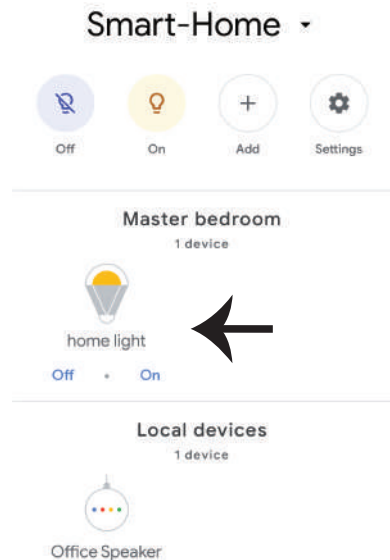 Smart-Home
Off On Add Settings
Master bedroom
1 device
home light
Off • On
Local devices
1 device
Office Speaker